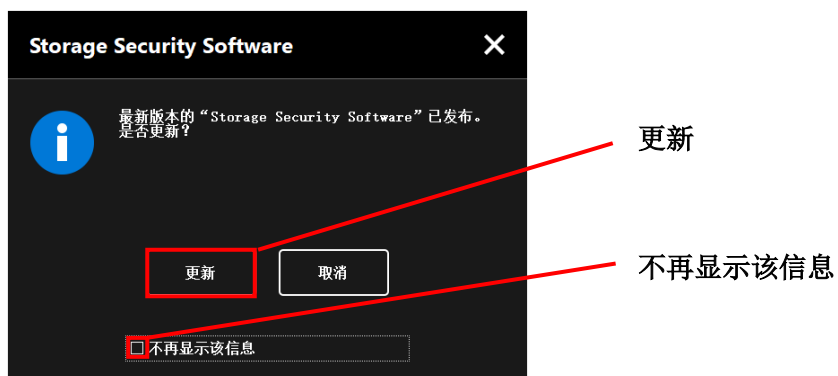 Storage Security Software
最新版本的“Storage Security Software”已发布。
是否更新？
更新
更新
取消
不再显示该信息
不再显示该信息